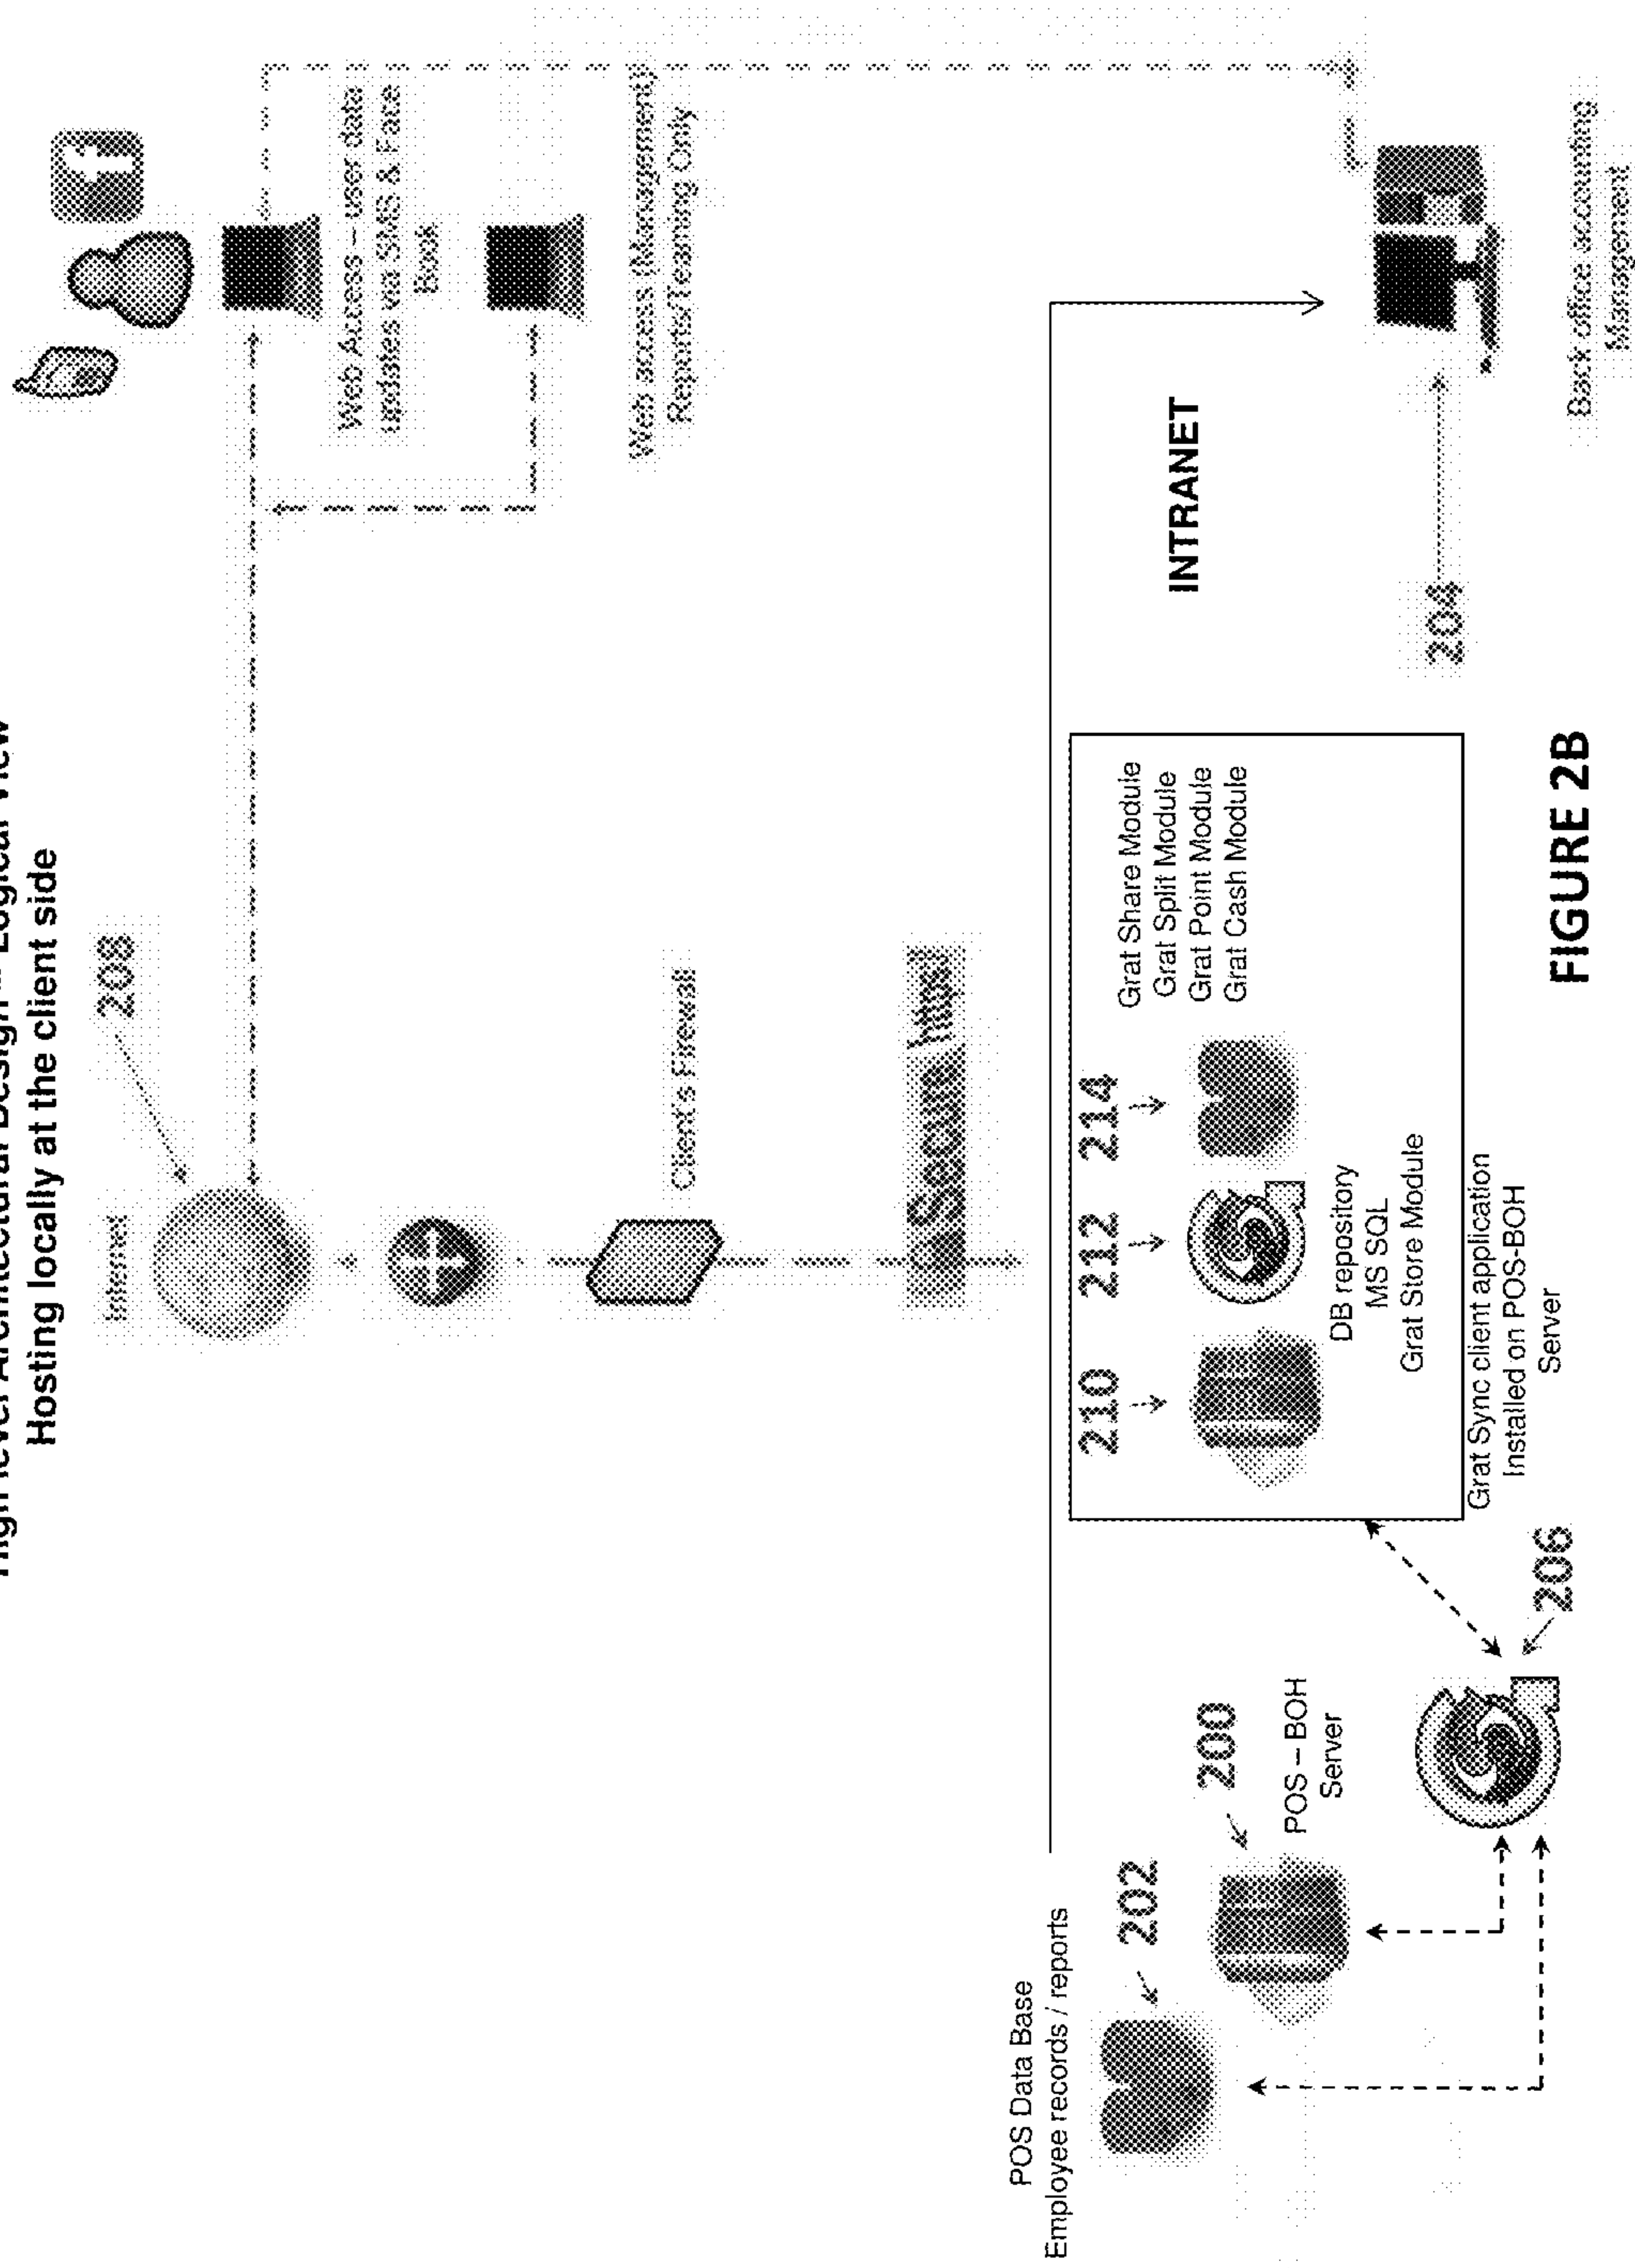 High level Architectural Design – Logical View
Hosting locally at the client side
208
Internet
Client's Firewall
Secure https
Web Access – user data
updates via SMS & Face
Book
Web access (Management)
Reports/Teaming Only
INTRANET
POS Data Base
Employee records / reports
202
200
POS – BOH
Server
206
210
212
214
Grat Share Module
Grat Split Module
Grat Point Module
Grat Cash Module
DB repository
MS SQL
Grat Store Module
Grat Sync client application
Installed on POS-BOH
Server
204
Back office accounting
Management
FIGURE 2B